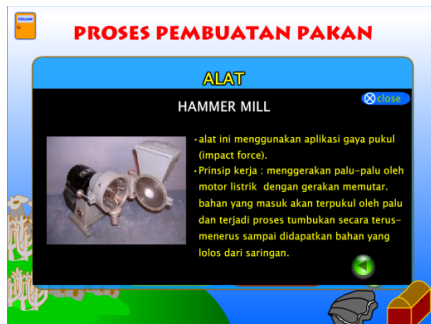 PROSES PEMBUATAN PAKAN
ALAT
HAMMER MILL
close
• alat ini menggunakan aplikasi gaya pukul
(impact force).
• Prinsip kerja : menggerakan palu-palu oleh
motor listrik dengan gerakan memutar.
bahan yang masuk akan terpukul oleh palu
dan terjadi proses tumbukan secara terus-
menerus sampai didapatkan bahan yang
lolos dari saringan.